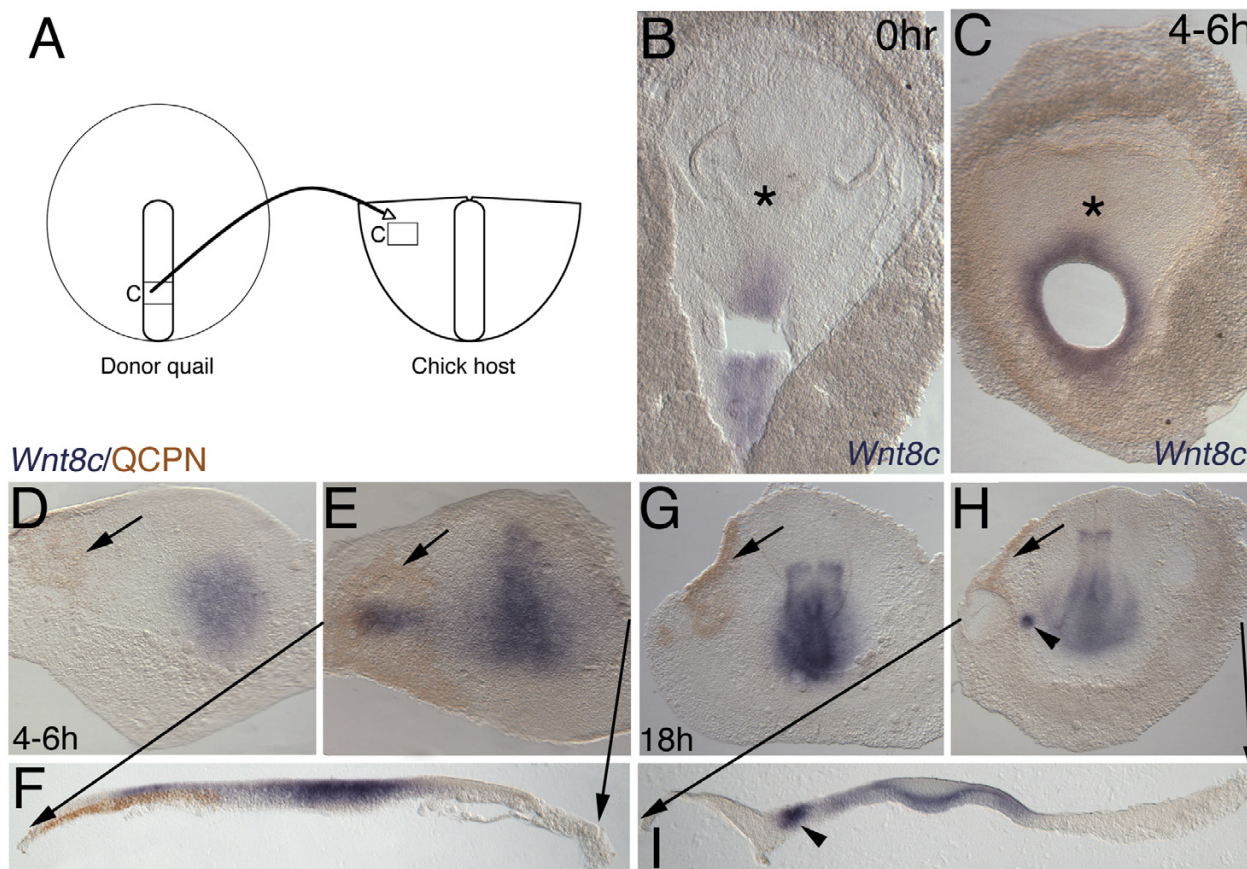 A
C
C
Donor quail
Chick host
B
0hr
Wnt8c
C
4-6h
Wnt8c
Wnt8c/QCPN
D
4-6h
E
G
18h
H
F
I